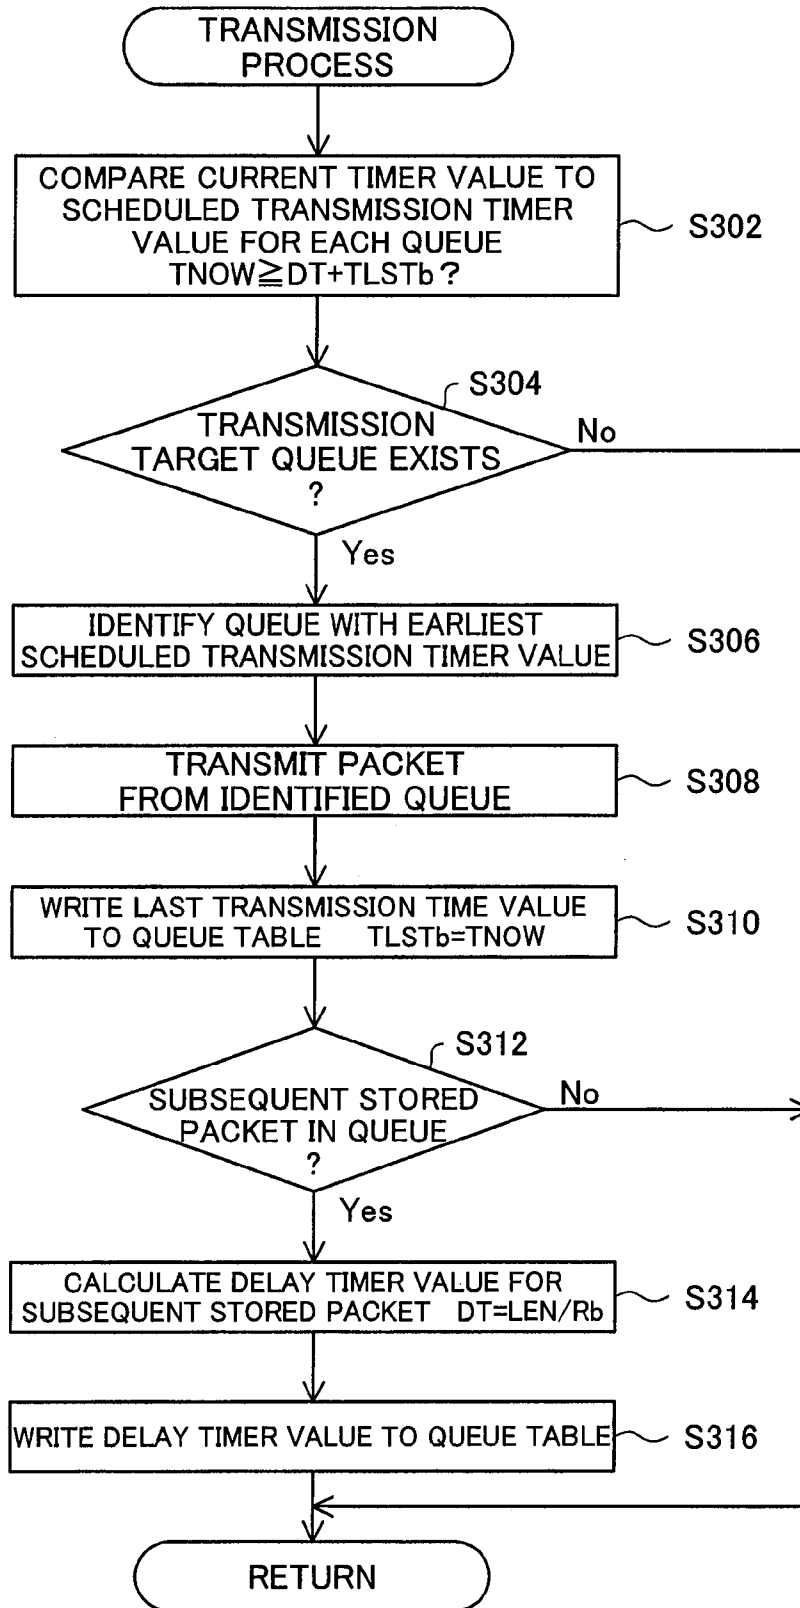 TRANSMISSION
PROCESS
COMPARE CURRENT TIMER VALUE TO
SCHEDULED TRANSMISSION TIMER
VALUE FOR EACH QUEUE
TNOW≧DT+TLSTb?
S302
S304
TRANSMISSION
TARGET QUEUE EXISTS
?
No
Yes
IDENTIFY QUEUE WITH EARLIEST
SCHEDULED TRANSMISSION TIMER VALUE
S306
TRANSMIT PACKET
FROM IDENTIFIED QUEUE
S308
WRITE LAST TRANSMISSION TIME VALUE
TO QUEUE TABLE TLSTb=TNOW
S310
S312
SUBSEQUENT STORED
PACKET IN QUEUE
?
No
Yes
CALCULATE DELAY TIMER VALUE FOR
SUBSEQUENT STORED PACKET DT=LEN/Rb
S314
WRITE DELAY TIMER VALUE TO QUEUE TABLE
S316
RETURN